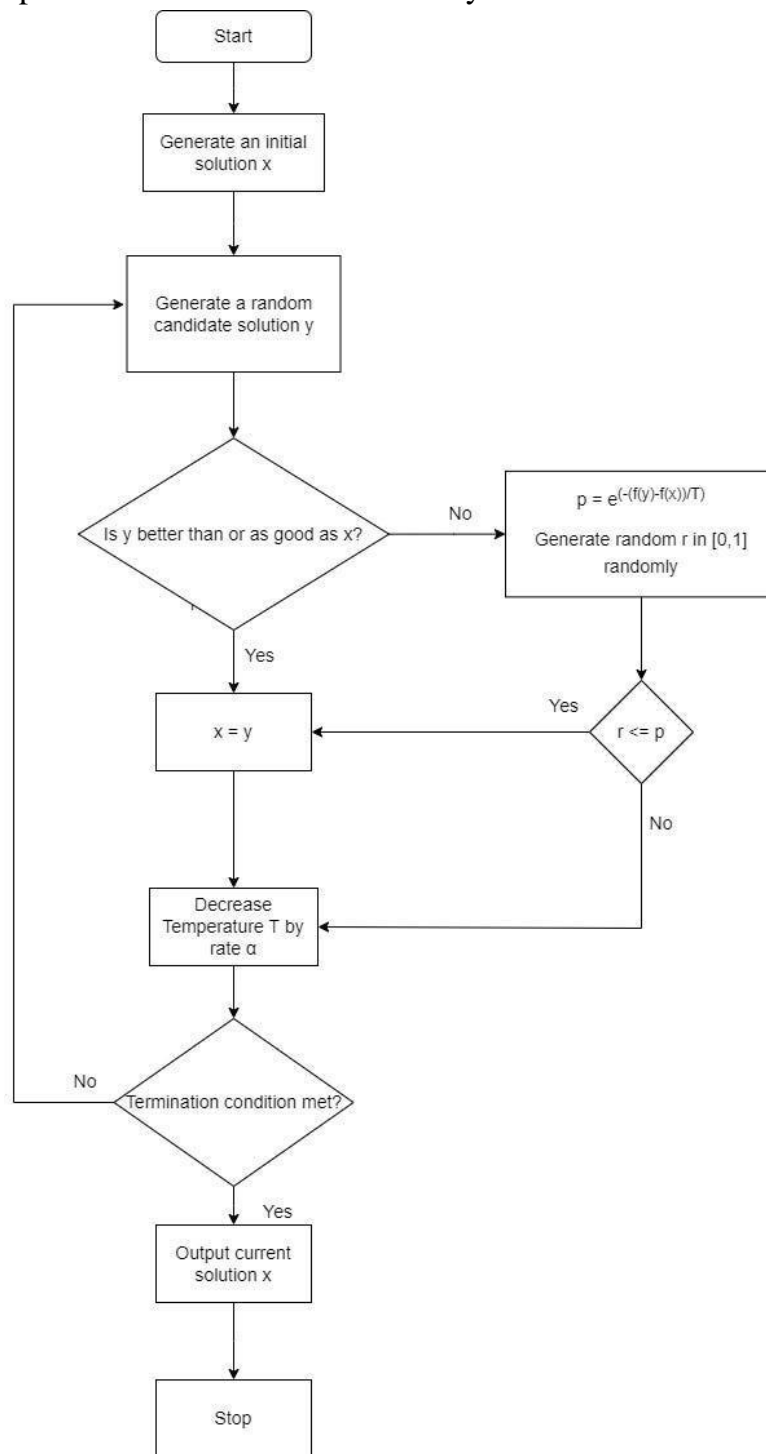 Start
Generate an initial
solution x
Generate a random
candidate solution y
Is y better than or as good as x?
No
p = e^(-(f(y)-f(x))/T)
Generate random r in [0,1]
randomly
Yes
x = y
Yes
r <= p
No
Decrease
Temperature T by
rate α
No
Termination condition met?
Yes
Output current
solution x
Stop